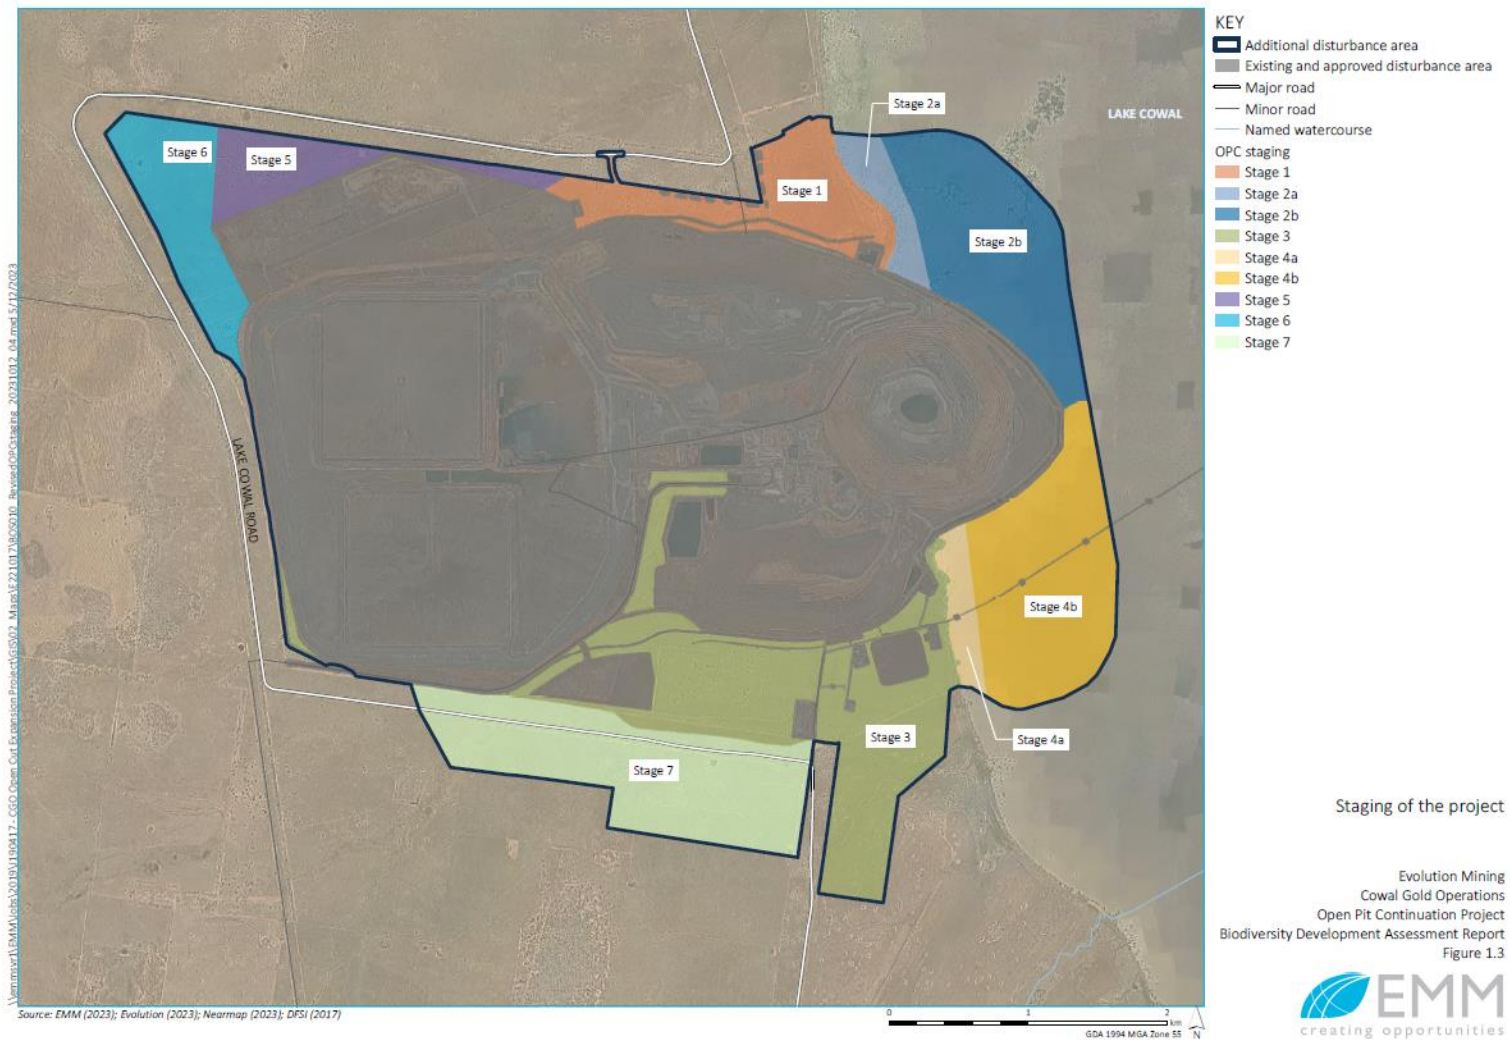 KEY
Additional disturbance area
Existing and approved disturbance area
Major road
Minor road
Named watercourse
OPC staging
Stage 1
Stage 2a
Stage 2b
Stage 3
Stage 4a
Stage 4b
Stage 5
Stage 6
Stage 7
Stage 2a
LAKE COWAL
Stage 6
Stage 5
Stage 1
Stage 2b
LAKE COWAL ROAD
Stage 4b
Stage 3
Stage 4a
Stage 7
Staging of the project
Evolution Mining
Cowal Gold Operations
Open Pit Continuation Project
Biodiversity Development Assessment Report
Figure 1.3
EMM
creating opportunities
Source: EMM (2023); Evolution (2023); Nearmap (2023); DFSI (2017)
0 1 2
km
GDA 1994 MGA Zone 55 N